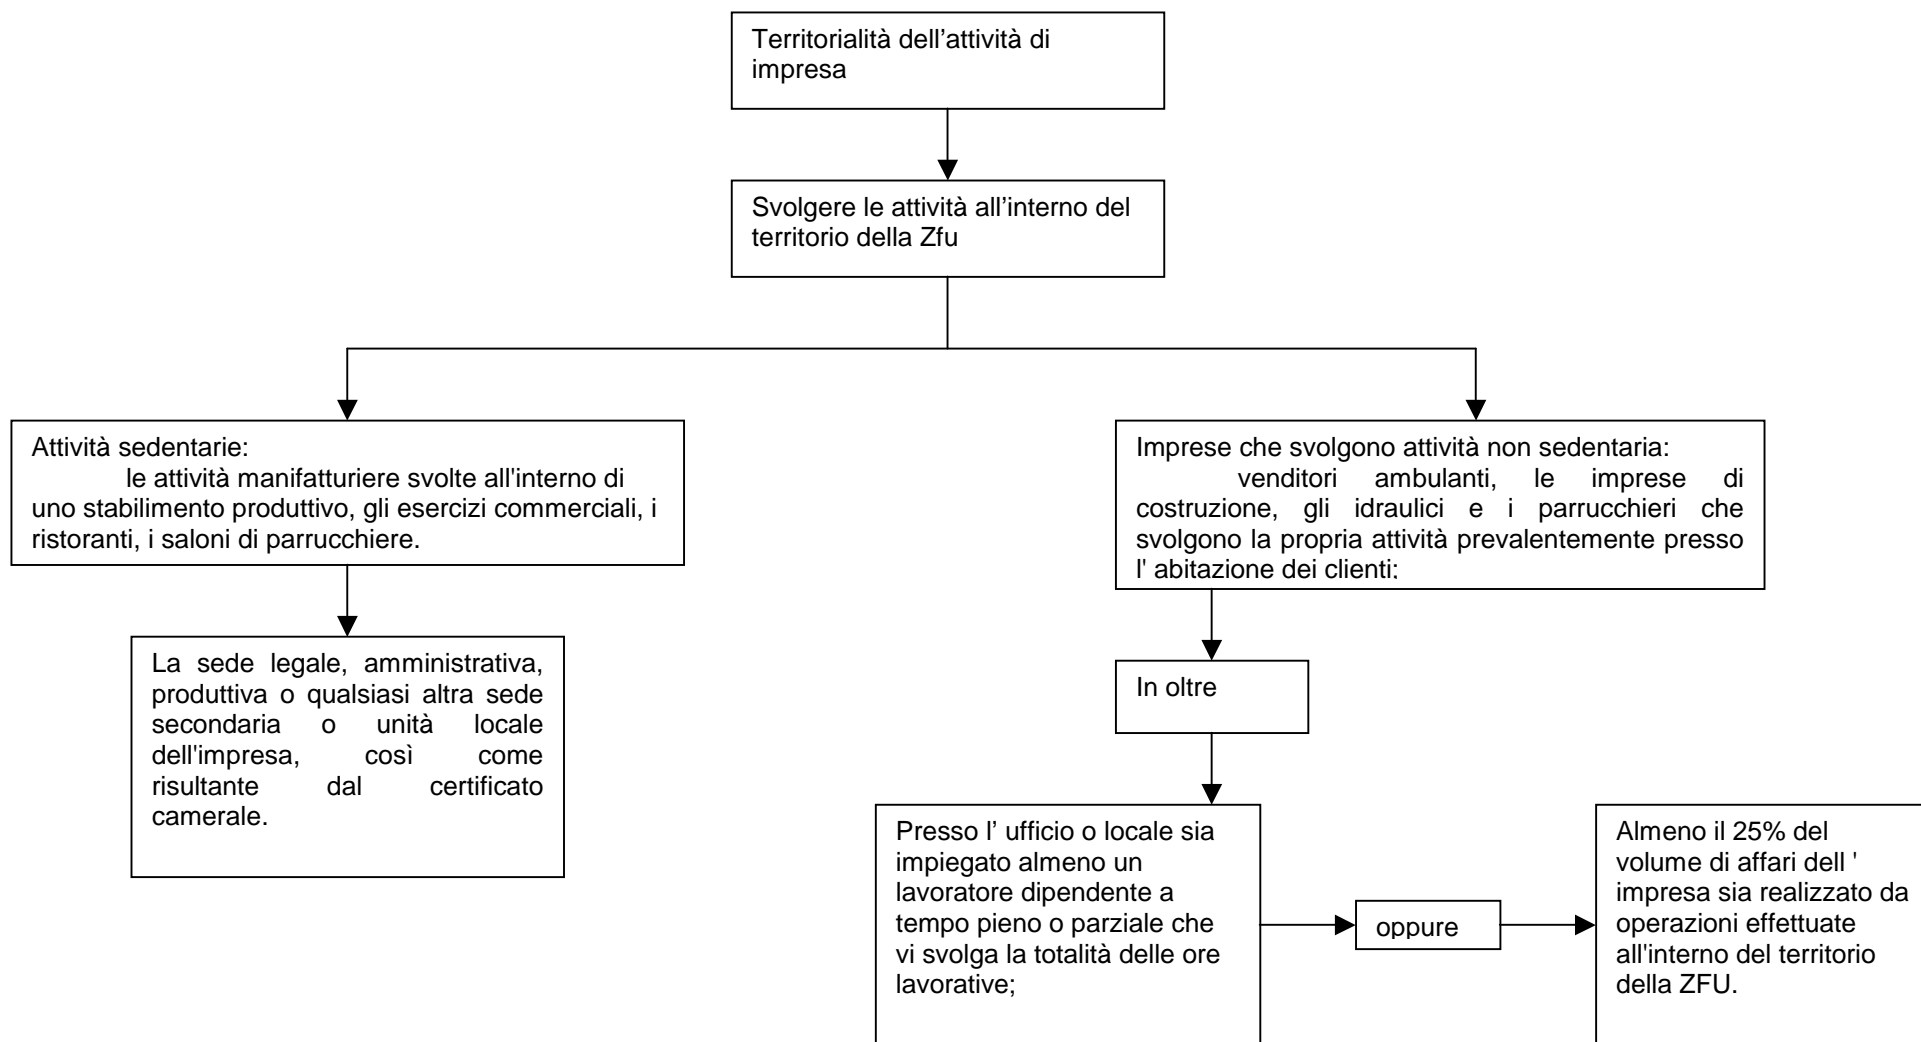 Territorialità dell’attività di
impresa
Svolgere le attività all’interno del
territorio della Zfu
Attività sedentarie:
le attività manifatturiere svolte all'interno di
uno stabilimento produttivo, gli esercizi commerciali, i
ristoranti, i saloni di parrucchiere.
La sede legale, amministrativa,
produttiva o qualsiasi altra sede
secondaria o unità locale
dell'impresa, così come
risultante dal certificato
camerale.
Imprese che svolgono attività non sedentaria:
venditori ambulanti, le imprese di
costruzione, gli idraulici e i parrucchieri che
svolgono la propria attività prevalentemente presso
l' abitazione dei clienti;
In oltre
Presso l’ ufficio o locale sia
impiegato almeno un
lavoratore dipendente a
tempo pieno o parziale che
vi svolga la totalità delle ore
lavorative;
oppure
Almeno il 25% del
volume di affari dell '
impresa sia realizzato da
operazioni effettuate
all'interno del territorio
della ZFU.